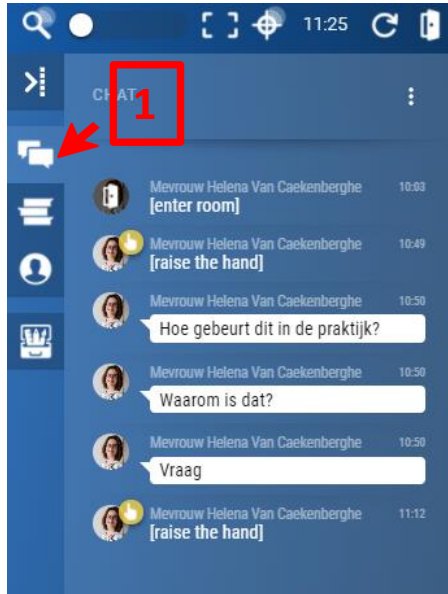 11:25
CHAT
1
Mevrouw Helena Van Caekenberghe 10:03
[enter room]
Mevrouw Helena Van Caekenberghe 10:49
[raise the hand]
Mevrouw Helena Van Caekenberghe 10:50
Hoe gebeurt dit in de praktijk?
Mevrouw Helena Van Caekenberghe 10:50
Waarom is dat?
Mevrouw Helena Van Caekenberghe 10:50
Vraag
Mevrouw Helena Van Caekenberghe 11:12
[raise the hand]